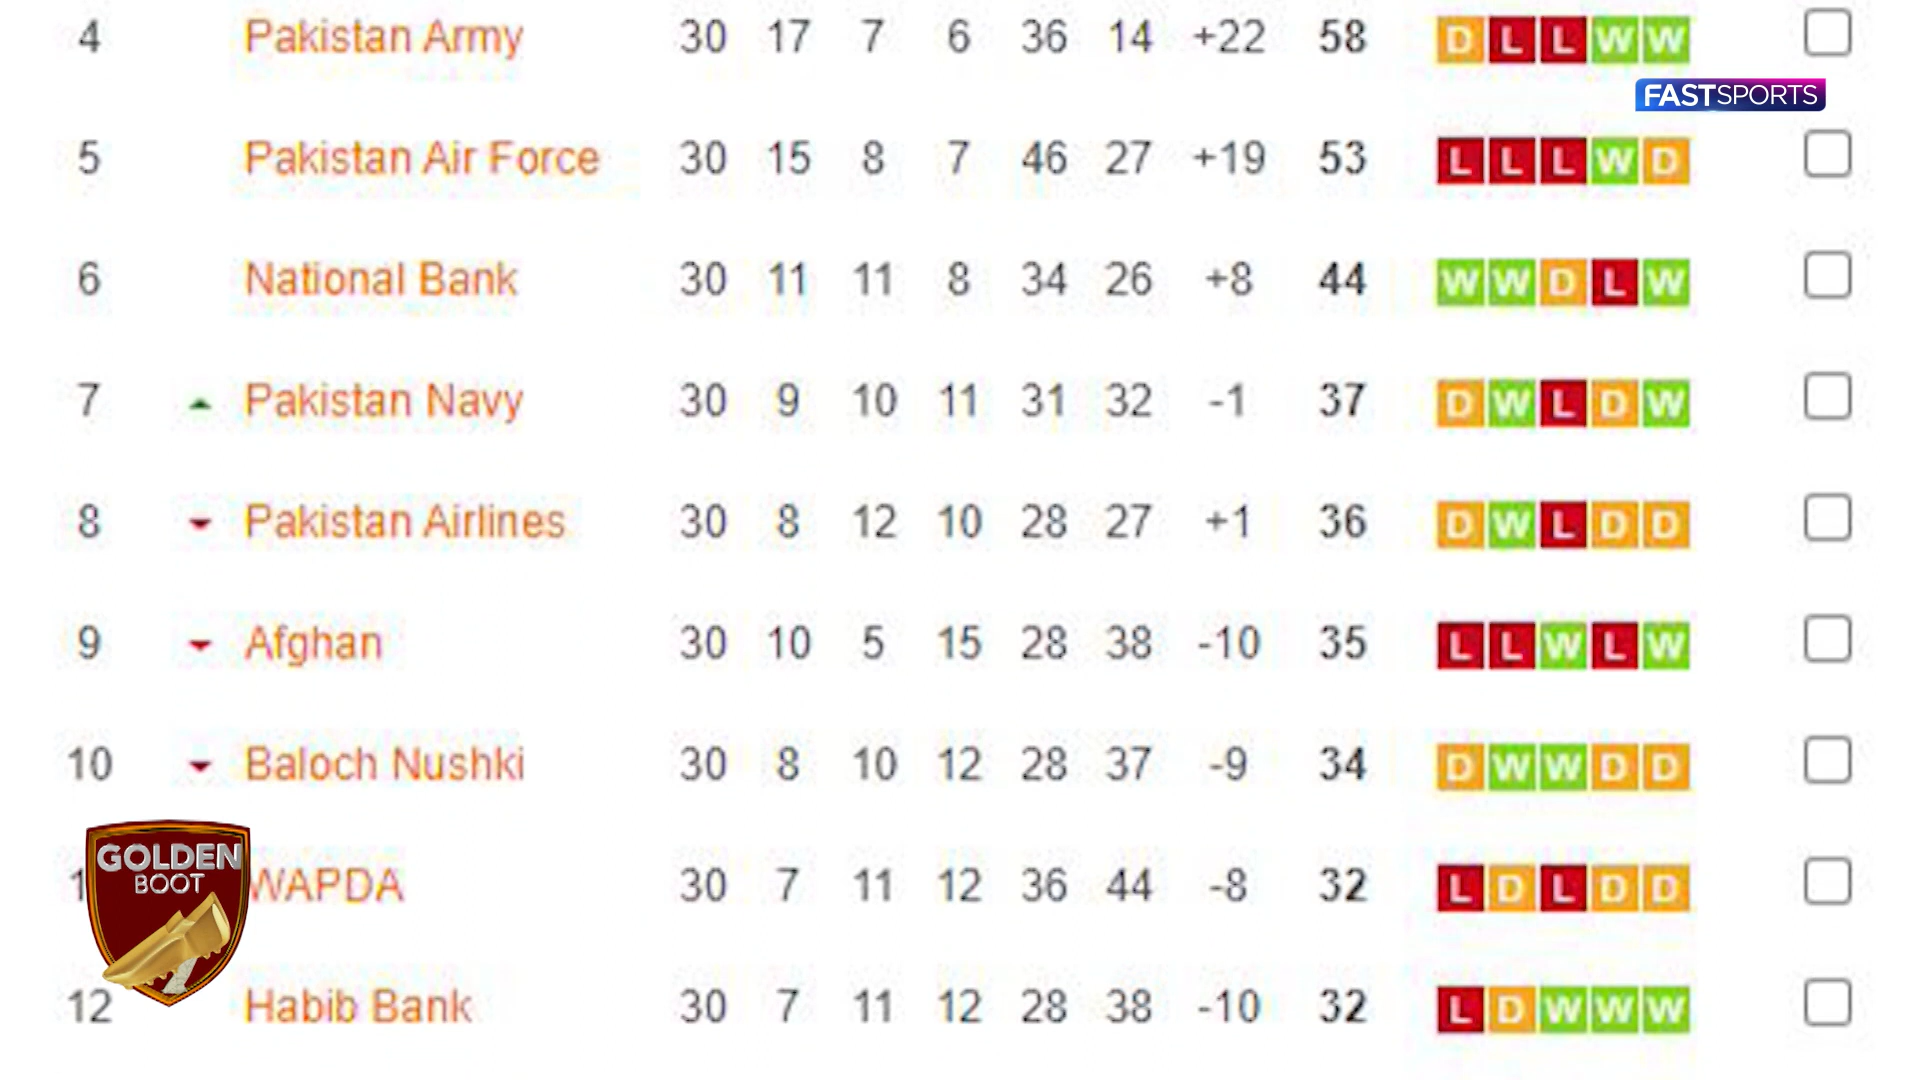 4 Pakistan Army 30 17 7 6 36 14 +22 58 D L L W W
FASTSPORTS
5 Pakistan Air Force 30 15 8 7 46 27 +19 53 L L L W D
6 National Bank 30 11 11 8 34 26 +8 44 W W D L W
7 Pakistan Navy 30 9 10 11 31 32 -1 37 D W L D W
8 Pakistan Airlines 30 8 12 10 28 27 +1 36 D W L D D
9 Afghan 30 10 5 15 28 38 -10 35 L L W L W
10 Baloch Nushki 30 8 10 12 28 37 -9 34 D W W D D
GOLDEN
BOOT
1 WAPDA 30 7 11 12 36 44 -8 32 L D L D D
12 Habib Bank 30 7 11 12 28 38 -10 32 L D W W W